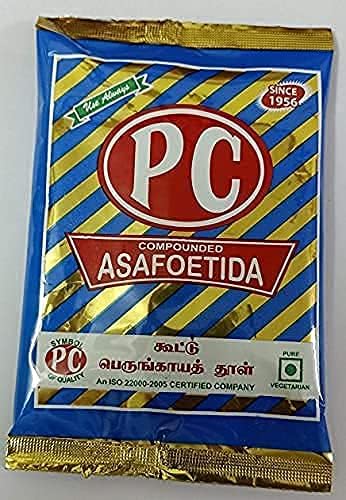 Use Always
SINCE
1956
PC
COMPOUNDED
ASAFOETIDA
SYMBOL
PC
OF QUALITY
கூட்டு
பெருங்காயத் தூள்
An ISO 22000-2005 CERTIFIED COMPANY
PURE
VEGETARIAN